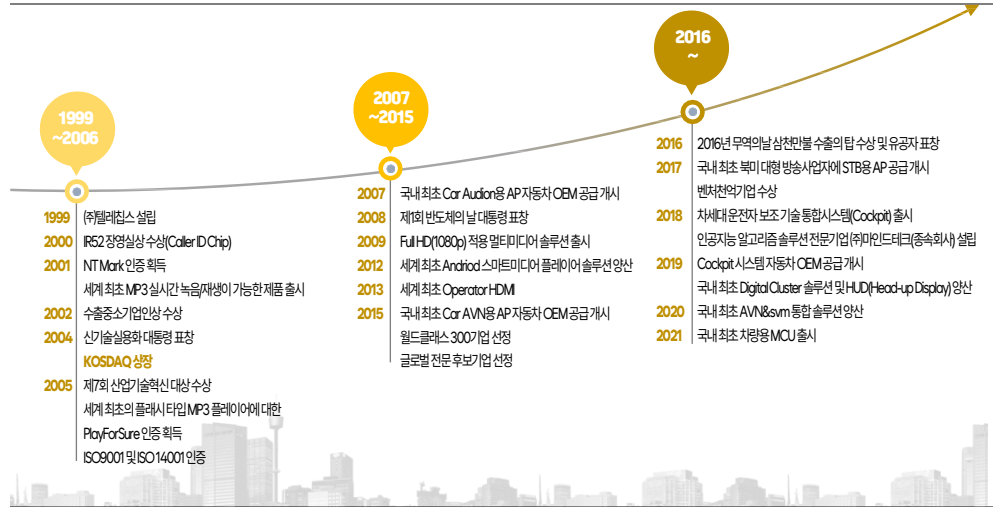 1999
~2006
1999 ㈜텔레칩스 설립
2000 IR52 장영실상 수상(Caller ID Chip)
2001 NT Mark 인증 획득
세계 최초 MP3 실시간 녹음/재생이 가능한 제품 출시
2002 수출중소기업인상 수상
2004 신기술실용화 대통령 표창
KOSDAQ 상장
2005 제7회 산업기술혁신 대상 수상
세계 최초의 플래시 타입 MP3 플레이어에 대한
PlayForSure 인증 획득
ISO9001 및 ISO 14001 인증
2007
~2015
2007 국내 최초 Car Audion용 AP 자동차 OEM 공급 개시
2008 제1회 반도체의 날 대통령 표창
2009 Full HD(1080p) 적용 멀티미디어 솔루션 출시
2012 세계 최초 Andriod 스마트미디어 플레이어 솔루션 양산
2013 세계 최초 Operator HDMI
2015 국내 최초 Car AVN용 AP 자동차 OEM 공급 개시
월드클래스 300기업 선정
글로벌 전문 후보기업 선정
2016
~
2016 2016년 무역의날 삼천만불 수출의 탑 수상 및 유공자 표창
2017 국내 최초 북미 대형 방송사업자에 STB용 AP 공급 개시
벤처천억기업 수상
2018 차세대 운전자 보조 기술 통합시스템(Cockpit) 출시
인공지능 알고리즘 솔루션 전문기업 ㈜마인드테크(종속회사) 설립
2019 Cockpit 시스템 자동차 OEM 공급 개시
국내 최초 Digital Cluster 솔루션 및 HUD(Head-up Display) 양산
2020 국내 최초 AVN&svm 통합 솔루션 양산
2021 국내 최초 차량용 MCU 출시